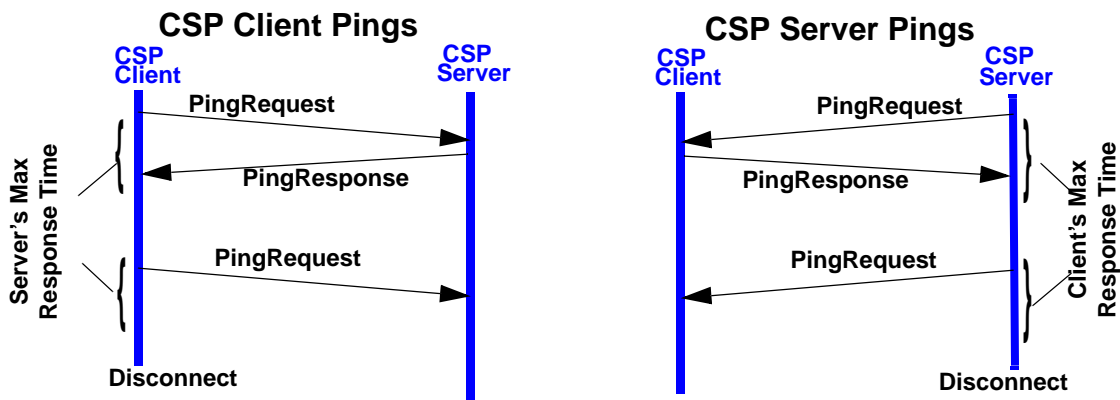 CSP Client Pings
CSP
Client
CSP
Server
PingRequest
PingResponse
Server's Max
Response Time
PingRequest
Disconnect
CSP Server Pings
CSP
Client
CSP
Server
PingRequest
PingResponse
Client's Max
Response Time
PingRequest
Disconnect